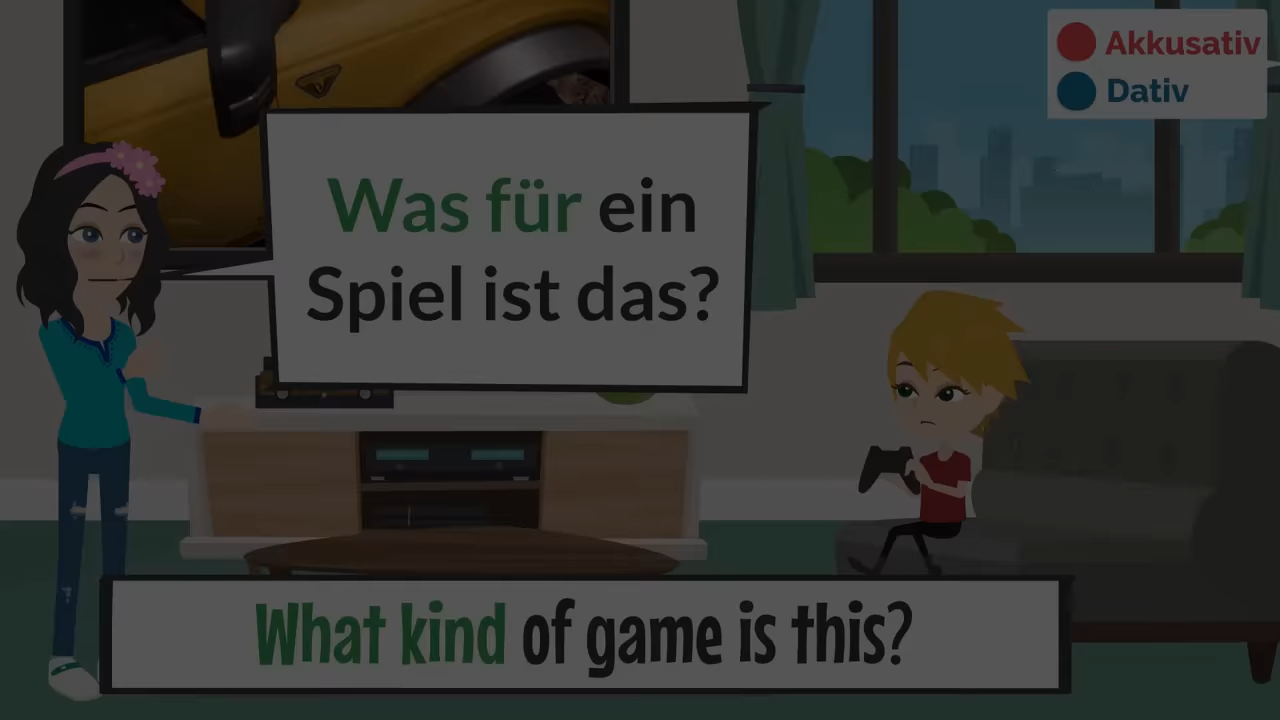 Akkusativ
Dativ
Was für ein
Spiel ist das?
What kind of game is this?